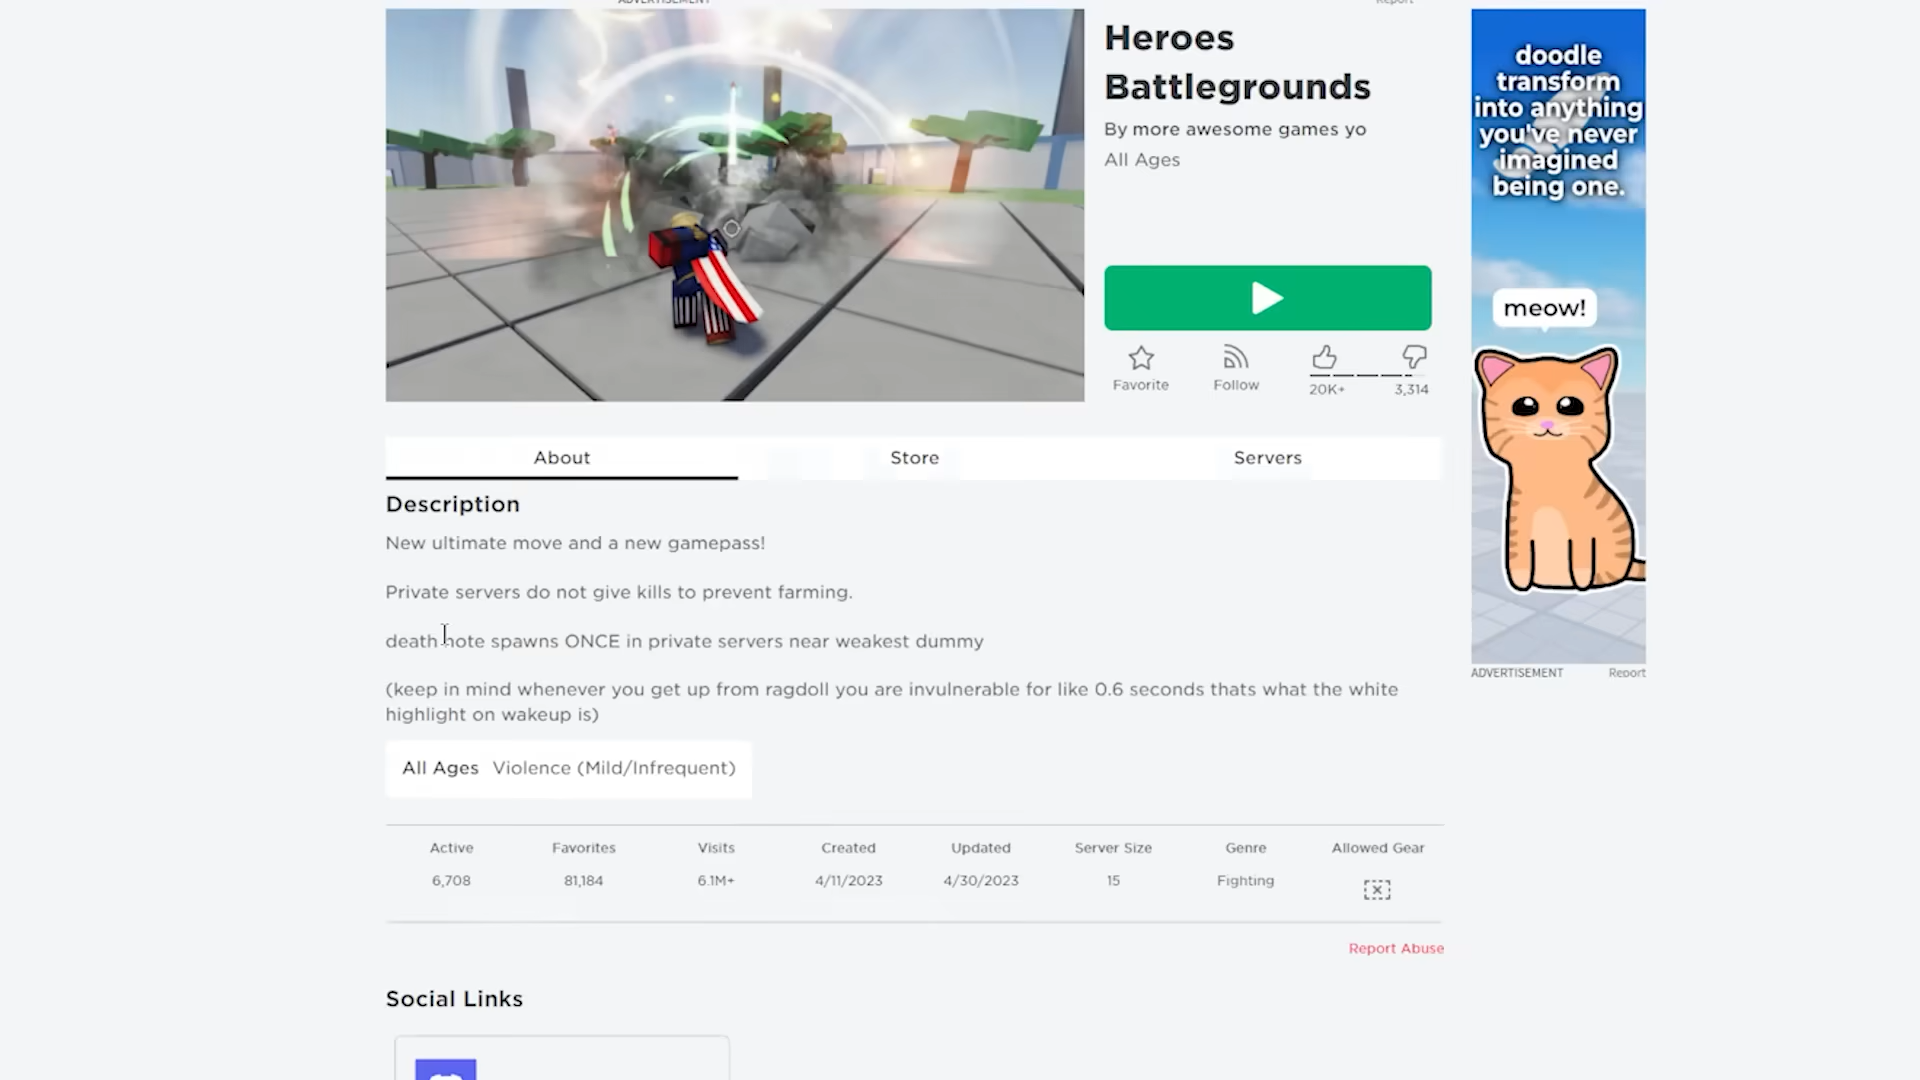 ADVERTISEMENT
Report
Heroes
Battlegrounds
By more awesome games yo
All Ages
Favorite
Follow
20K+
3,314
doodle
transform
into anything
you've never
imagined
being one.
meow!
ADVERTISEMENT
Report
About
Store
Servers
Description
New ultimate move and a new gamepass!
Private servers do not give kills to prevent farming.
death note spawns ONCE in private servers near weakest dummy
(keep in mind whenever you get up from ragdoll you are invulnerable for like 0.6 seconds thats what the white
highlight on wakeup is)
All Ages Violence (Mild/Infrequent)
Active Favorites Visits Created Updated Server Size Genre Allowed Gear
6,708 81,184 6.1M+ 4/11/2023 4/30/2023 15 Fighting
Report Abuse
Social Links